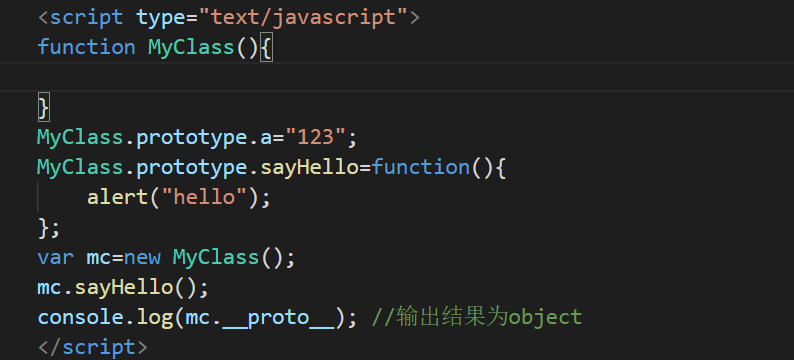 <script type="text/javascript">
function MyClass(){
}
MyClass.prototype.a="123";
MyClass.prototype.sayHello=function(){
    alert("hello");
};
var mc=new MyClass();
mc.sayHello();
console.log(mc.__proto__); //输出结果为object
</script>